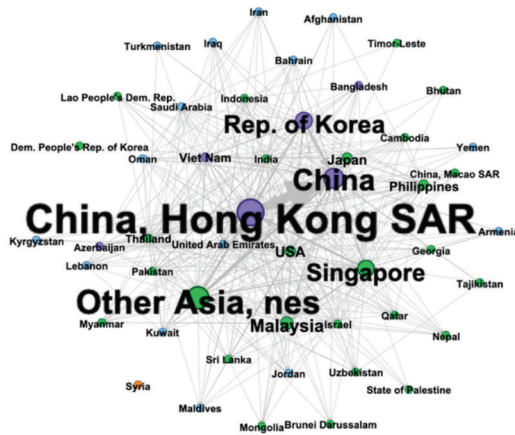 Iran
Afghanistan
Turkmenistan
Iraq
Timor-Leste
Bahrain
Bangladesh
Bhutan
Lao People's Dem. Rep.
Indonesia
Saudi Arabia
Rep. of Korea
Cambodia
Dem. People's Rep. of Korea
Yemen
Oman
Viet Nam
India
Japan
China, Macao SAR
China
Philippines
China, Hong Kong SAR
Armenia
Kyrgyzstan
Thailand
Azerbaijan
United Arab Emirates
USA
Georgia
Lebanon
Pakistan
Singapore
Tajikistan
Other Asia, nes
Myanmar
Kuwait
Malaysia
Israel
Qatar
Nepal
Sri Lanka
Jordan
Uzbekistan
Syria
State of Palestine
Maldives
Mongolia
Brunei Darussalam